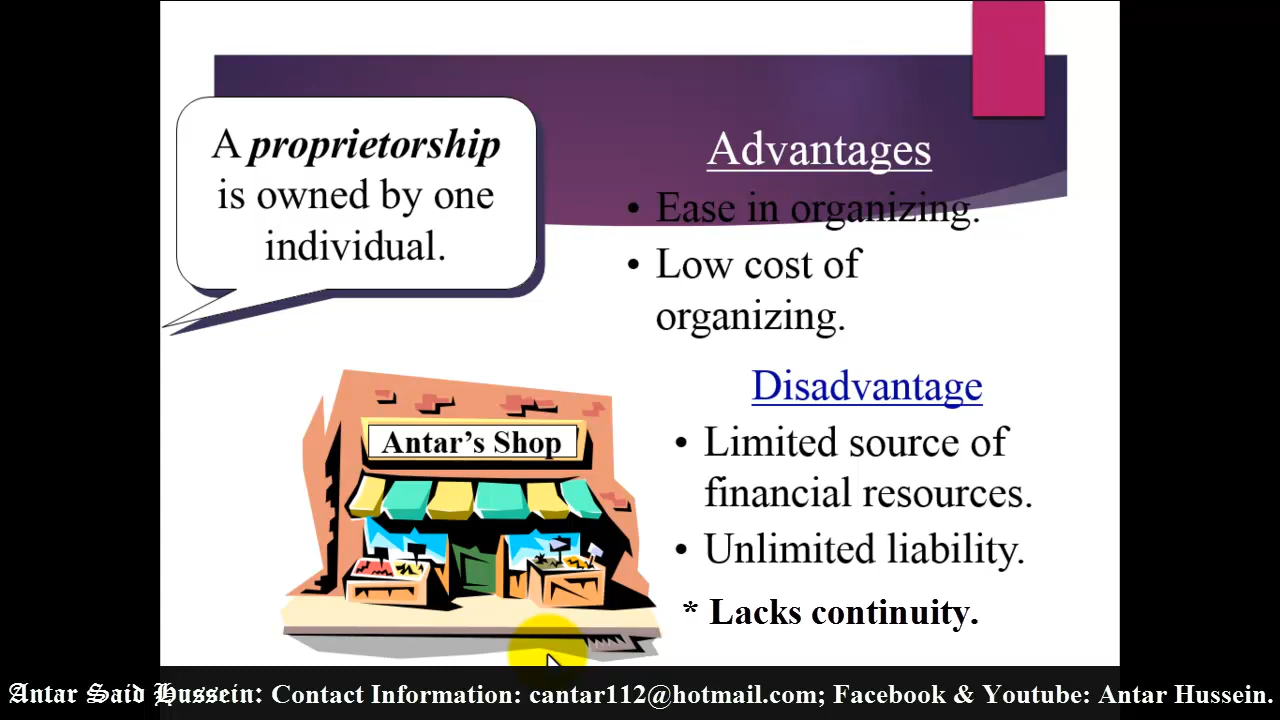 A proprietorship
is owned by one
individual.
Advantages
• Ease in organizing.
• Low cost of
organizing.
Disadvantage
• Limited source of
financial resources.
• Unlimited liability.
* Lacks continuity.
Antar’s Shop
Antar Said Hussein: Contact Information: cantar112@hotmail.com; Facebook & Youtube: Antar Hussein.